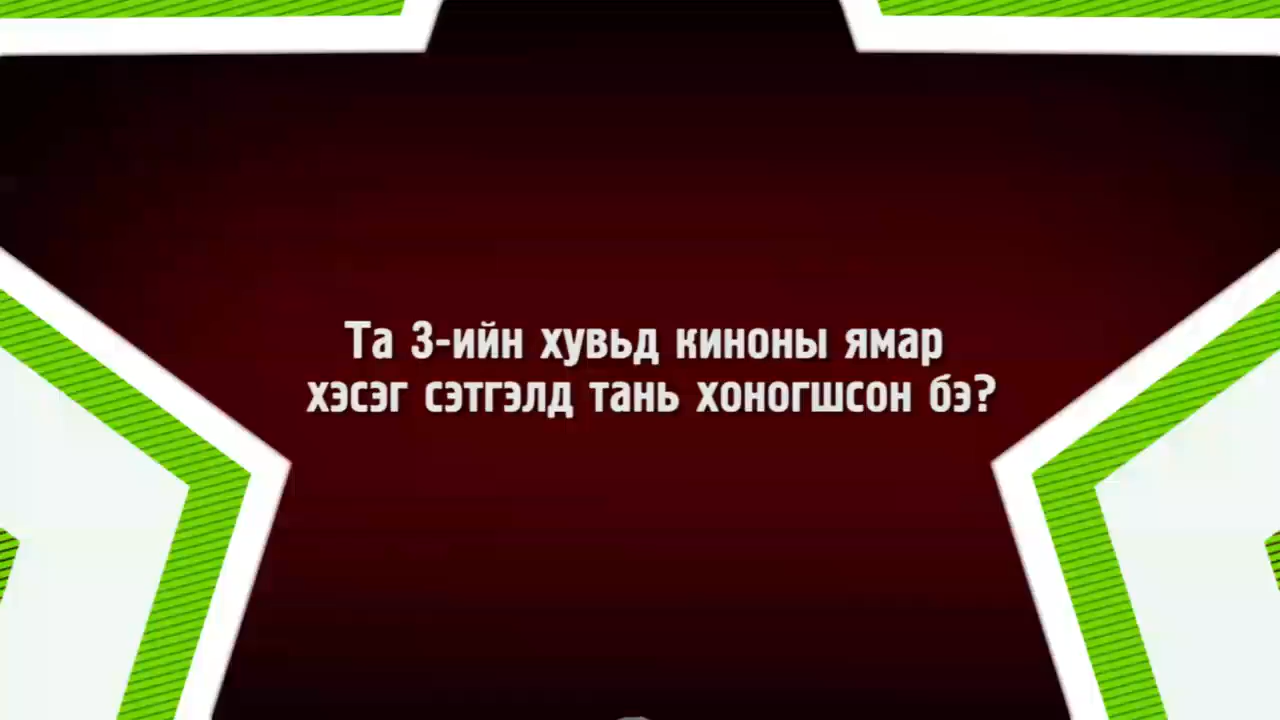 Та 3-ийн хувьд киноны ямар
хэсэг сэтгэлд тань хоногшсон бэ?